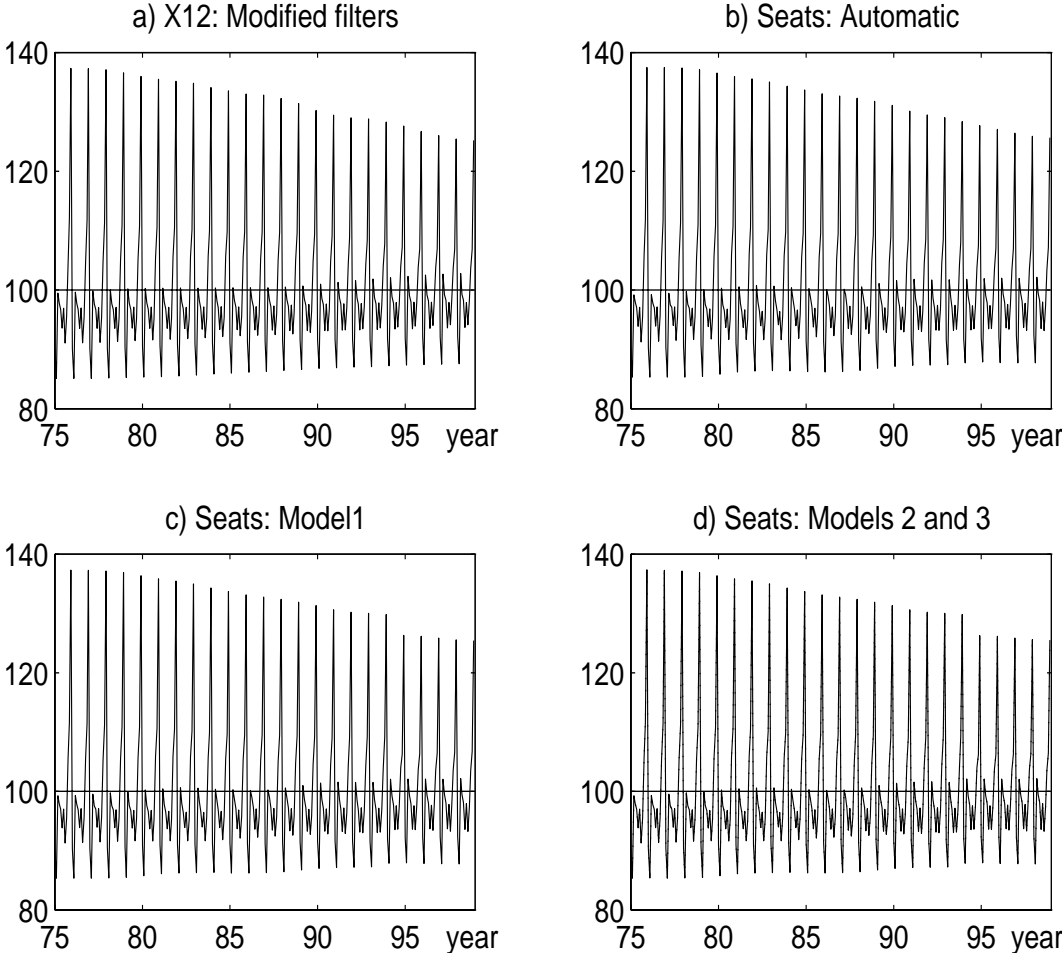 a) X12: Modified filters
140
120
100
80
75 80 85 90 95 year
b) Seats: Automatic
140
120
100
80
75 80 85 90 95 year
c) Seats: Model1
140
120
100
80
75 80 85 90 95 year
d) Seats: Models 2 and 3
140
120
100
80
75 80 85 90 95 year